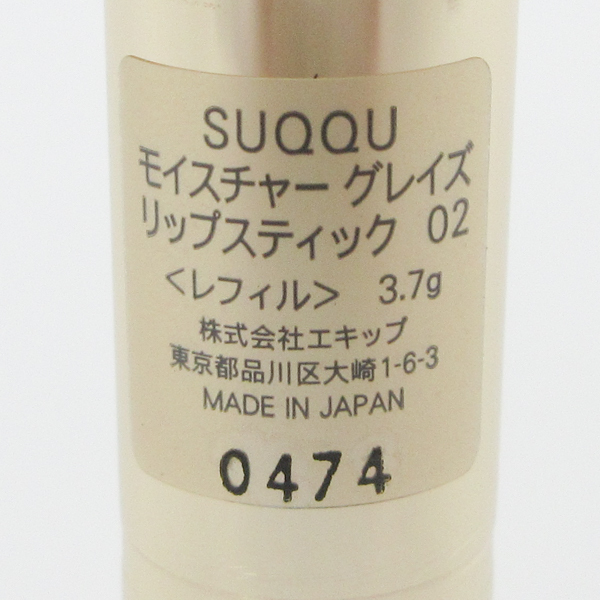 SUQQU
モイスチャー グレイズ
リップスティック 02
<レフィル> 3.7g
株式会社エキップ
東京都品川区大崎1-6-3
MADE IN JAPAN
0474